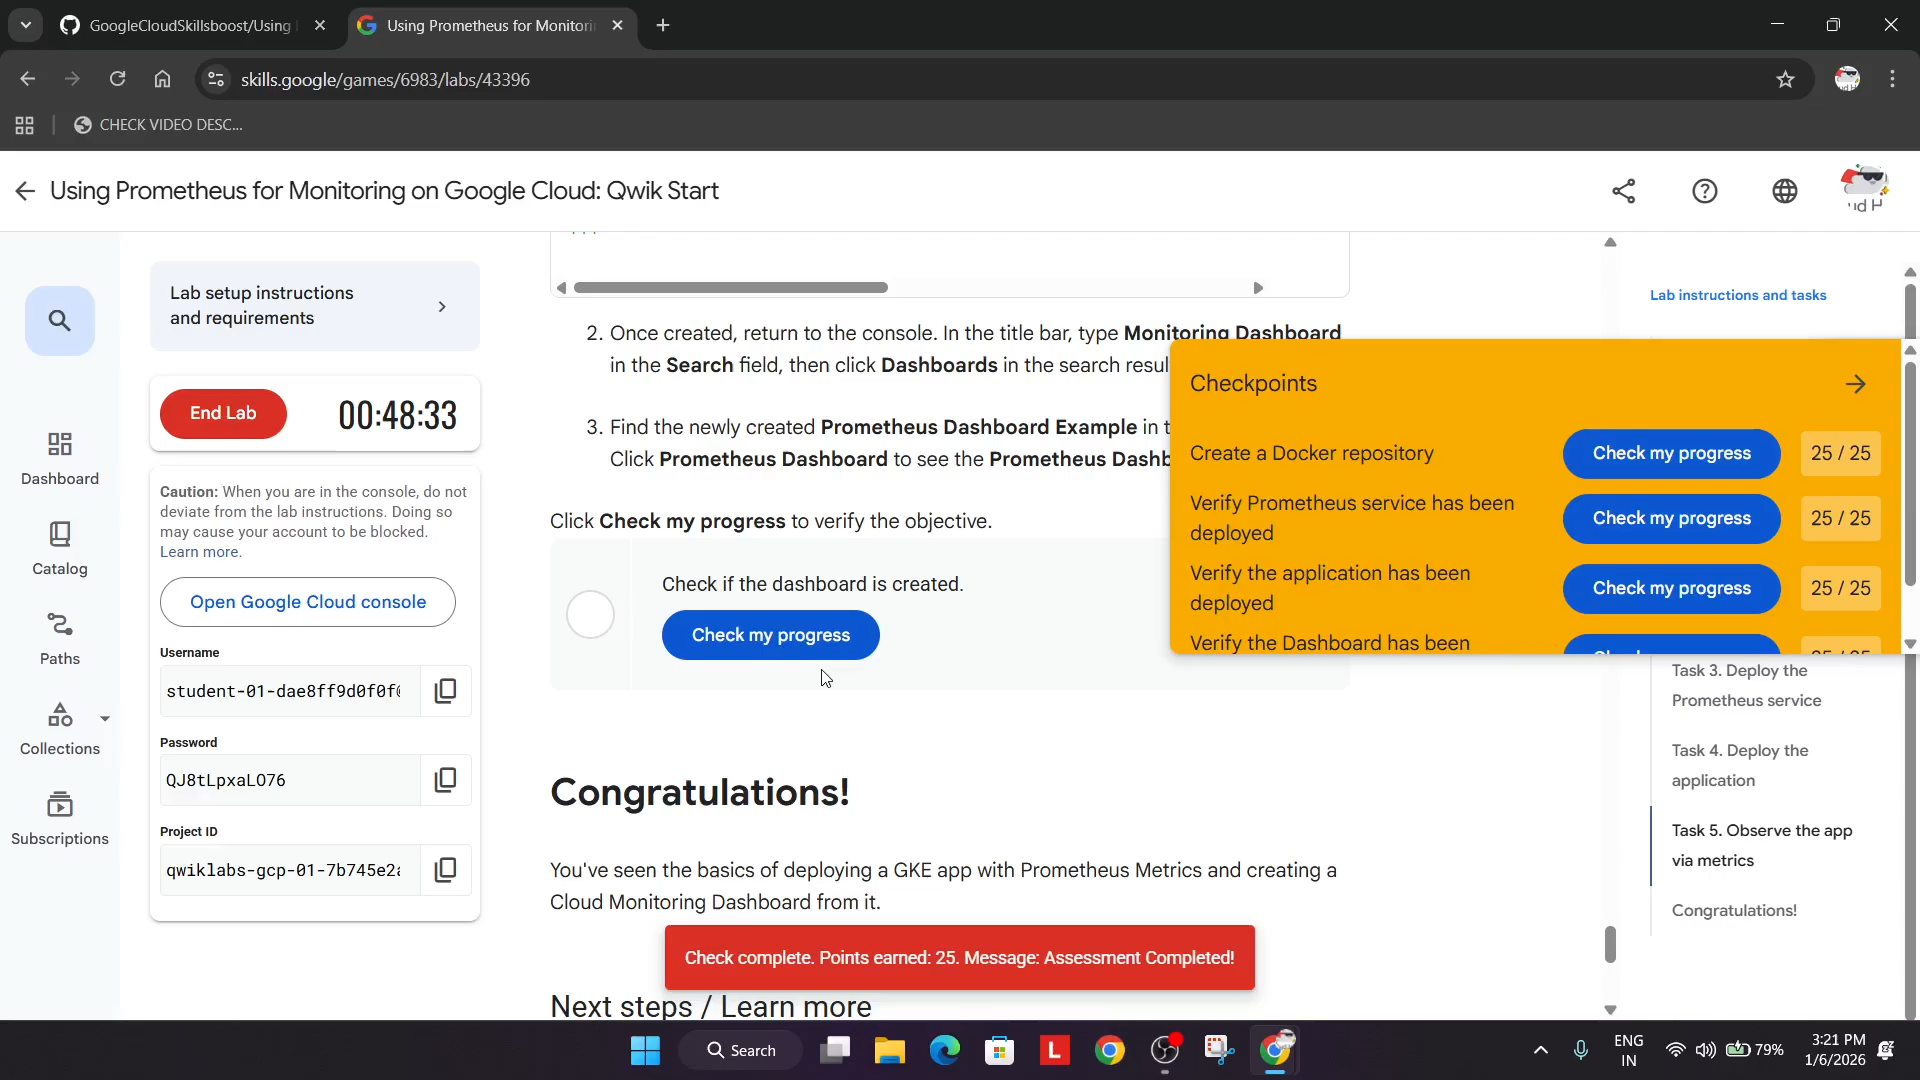 GoogleCloudSkillsboost/Using
Using Prometheus for Monitori
skills.google/games/6983/labs/43396
CHECK VIDEO DESC...
Using Prometheus for Monitoring on Google Cloud: Qwik Start
Dashboard
Catalog
Paths
Collections
Subscriptions
Lab setup instructions
and requirements
End Lab
00:48:33
Caution: When you are in the console, do not
deviate from the lab instructions. Doing so
may cause your account to be blocked.
Learn more.
Open Google Cloud console
Username
student-01-dae8ff9d0f0f@
Password
QJ8tLpxaLO76
Project ID
qwiklabs-gcp-01-7b745e2a
2. Once created, return to the console. In the title bar, type Monitoring Dashboard
in the Search field, then click Dashboards in the search resul
3. Find the newly created Prometheus Dashboard Example in t
Click Prometheus Dashboard to see the Prometheus Dashb
Click Check my progress to verify the objective.
Check if the dashboard is created.
Check my progress
Congratulations!
You've seen the basics of deploying a GKE app with Prometheus Metrics and creating a
Cloud Monitoring Dashboard from it.
Check complete. Points earned: 25. Message: Assessment Completed!
Next steps / Learn more
Lab instructions and tasks
Checkpoints
Create a Docker repository
Check my progress
25 / 25
Verify Prometheus service has been
deployed
Check my progress
25 / 25
Verify the application has been
deployed
Check my progress
25 / 25
Verify the Dashboard has been
Task 3. Deploy the
Prometheus service
Task 4. Deploy the
application
Task 5. Observe the app
via metrics
Congratulations!
Search
ENG
IN
79%
3:21 PM
1/6/2026